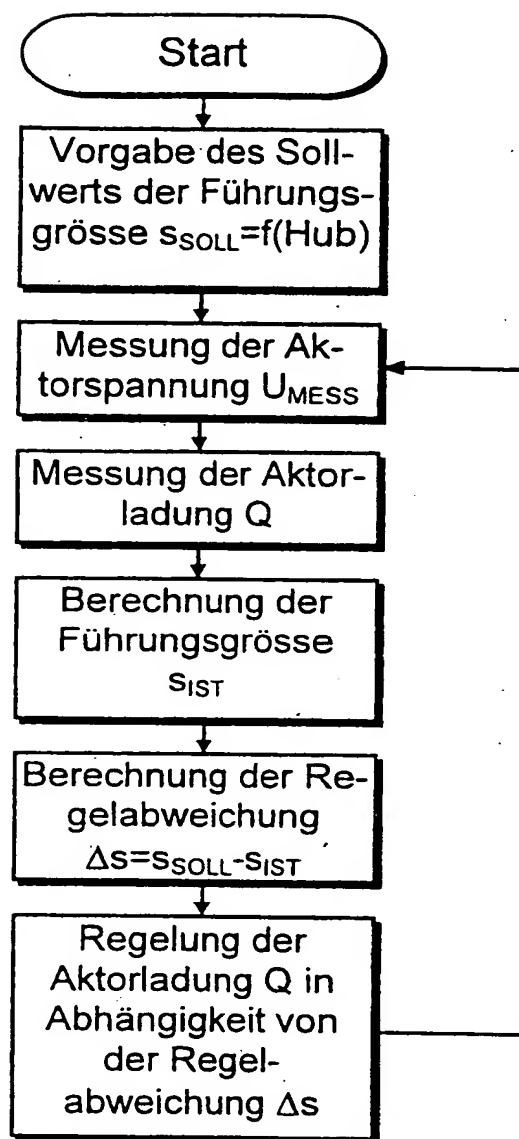 Start
Vorgabe des Soll-
werts der Führungs-
grösse sSOLL=f(Hub)
Messung der Ak-
torspannung UMESS
Messung der Aktor-
ladung Q
Berechnung der
Führungsgrösse
sIST
Berechnung der Re-
gelabweichung
Δs=sSOLL-sIST
Regelung der
Aktorladung Q in
Abhängigkeit von
der Regel-
abweichung Δs